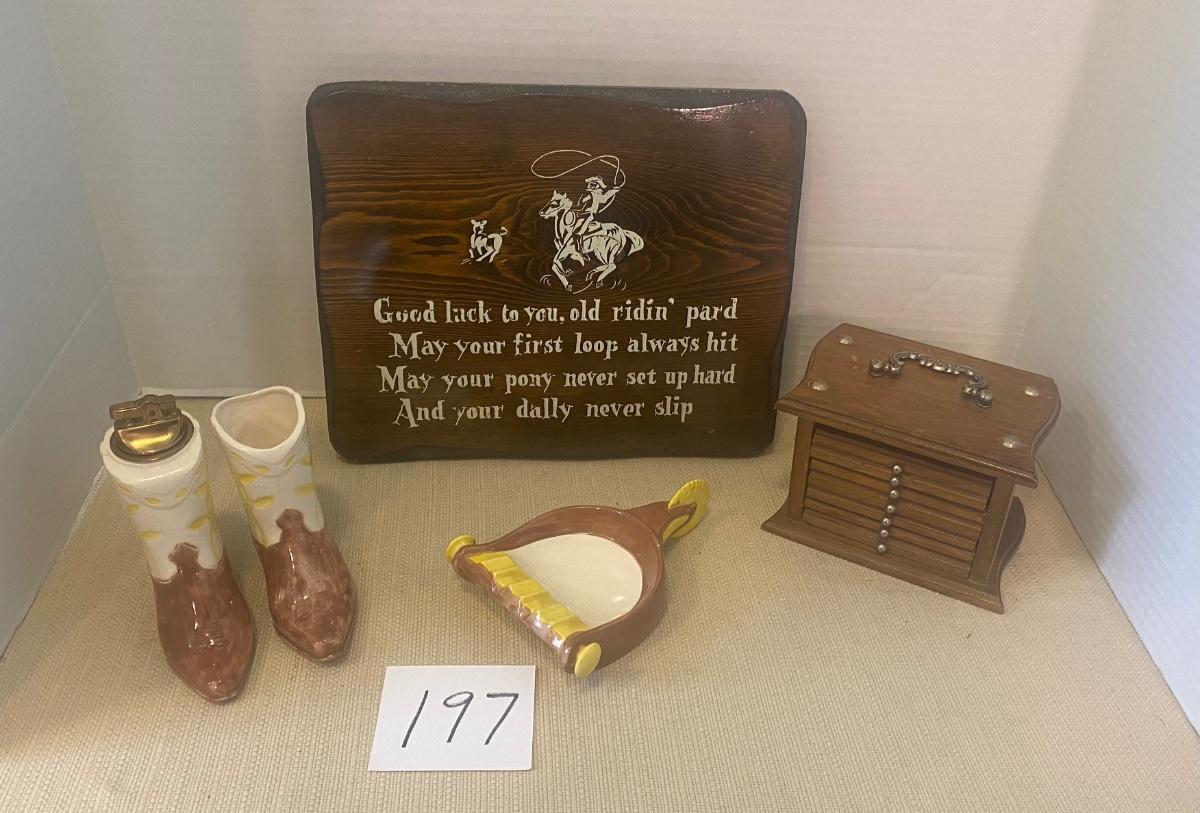 Good luck to you, old ridin' pard
May your first loop always hit
May your pony never set up hard
And your dally never slip
197